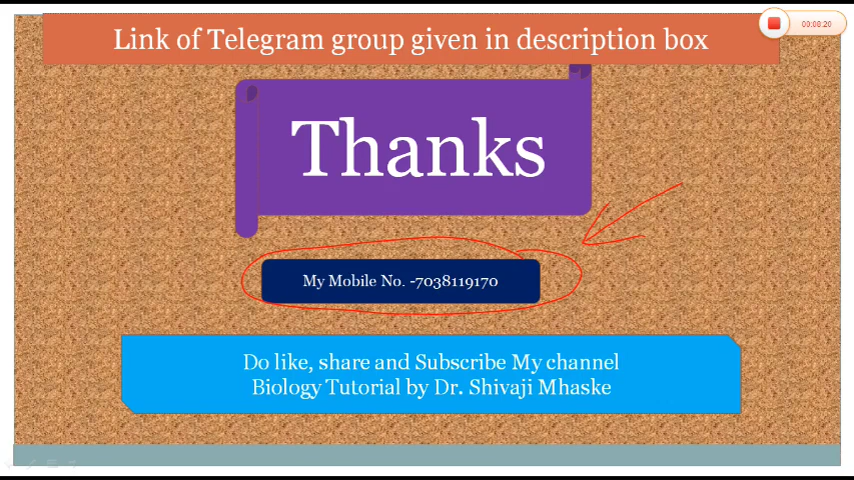 Link of Telegram group given in description box
00:08:20
Thanks
My Mobile No. -7038119170
Do like, share and Subscribe My channel
Biology Tutorial by Dr. Shivaji Mhaske